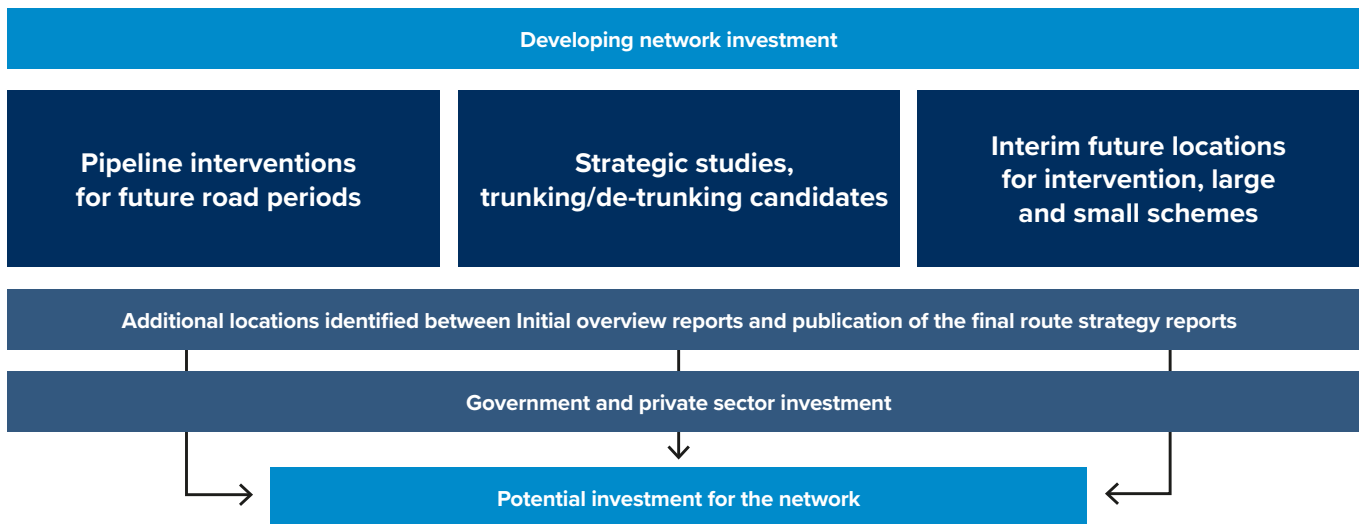 Developing network investment
Pipeline interventions
for future road periods
Strategic studies,
trunking/de-trunking candidates
Interim future locations
for intervention, large
and small schemes
Additional locations identified between Initial overview reports and publication of the final route strategy reports
Government and private sector investment
Potential investment for the network